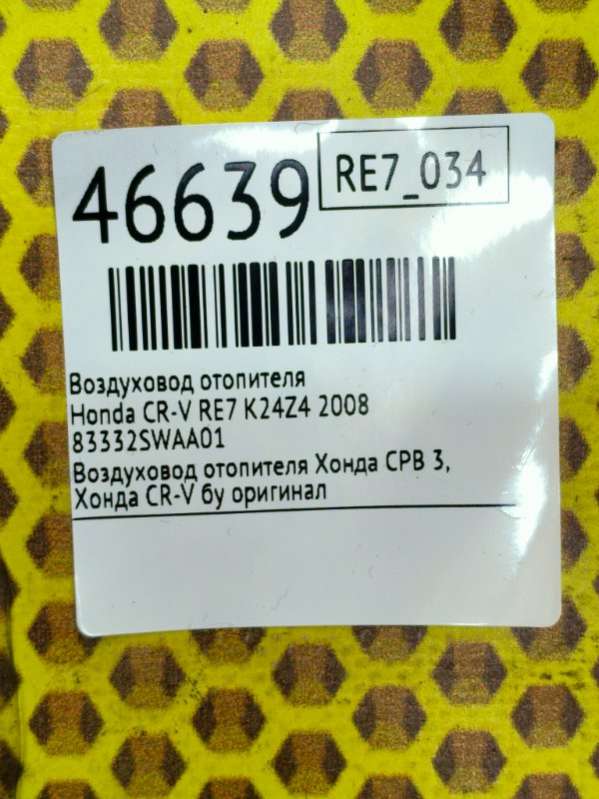 46639
RE7_034
Воздуховод отопителя
Honda CR-V RE7 K24Z4 2008
83332SWAA01
Воздуховод отопителя Хонда СРВ 3,
Хонда CR-V бу оригинал